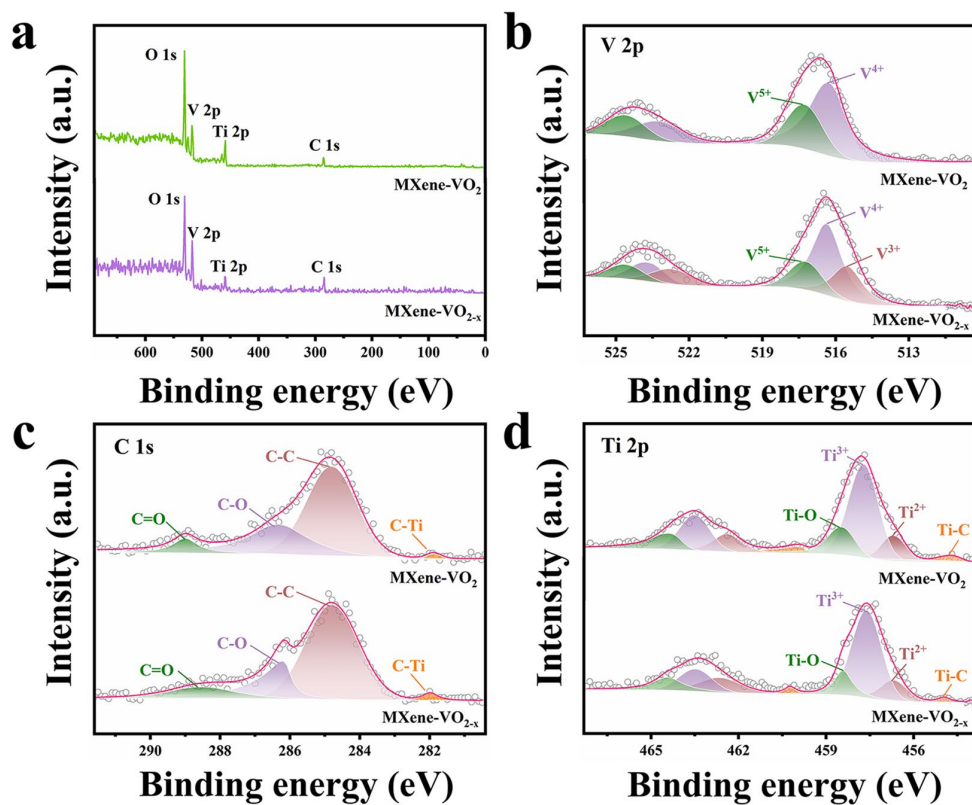 a
Intensity (a.u.)
O 1s
V 2p
Ti 2p
C 1s
MXene-VO₂
O 1s
V 2p
Ti 2p
C 1s
MXene-VO₂₋ₓ
600 500 400 300 200 100 0
Binding energy (eV)
b
Intensity (a.u.)
V 2p
V⁵⁺
V⁴⁺
MXene-VO₂
V⁵⁺
V⁴⁺
V³⁺
MXene-VO₂₋ₓ
525 522 519 516 513
Binding energy (eV)
c
Intensity (a.u.)
C 1s
C=O
C-O
C-C
C-Ti
MXene-VO₂
C=O
C-O
C-C
C-Ti
MXene-VO₂₋ₓ
290 288 286 284 282
Binding energy (eV)
d
Intensity (a.u.)
Ti 2p
Ti-O
Ti³⁺
Ti²⁺
Ti-C
MXene-VO₂
Ti-O
Ti³⁺
Ti²⁺
Ti-C
MXene-VO₂₋ₓ
465 462 459 456
Binding energy (eV)